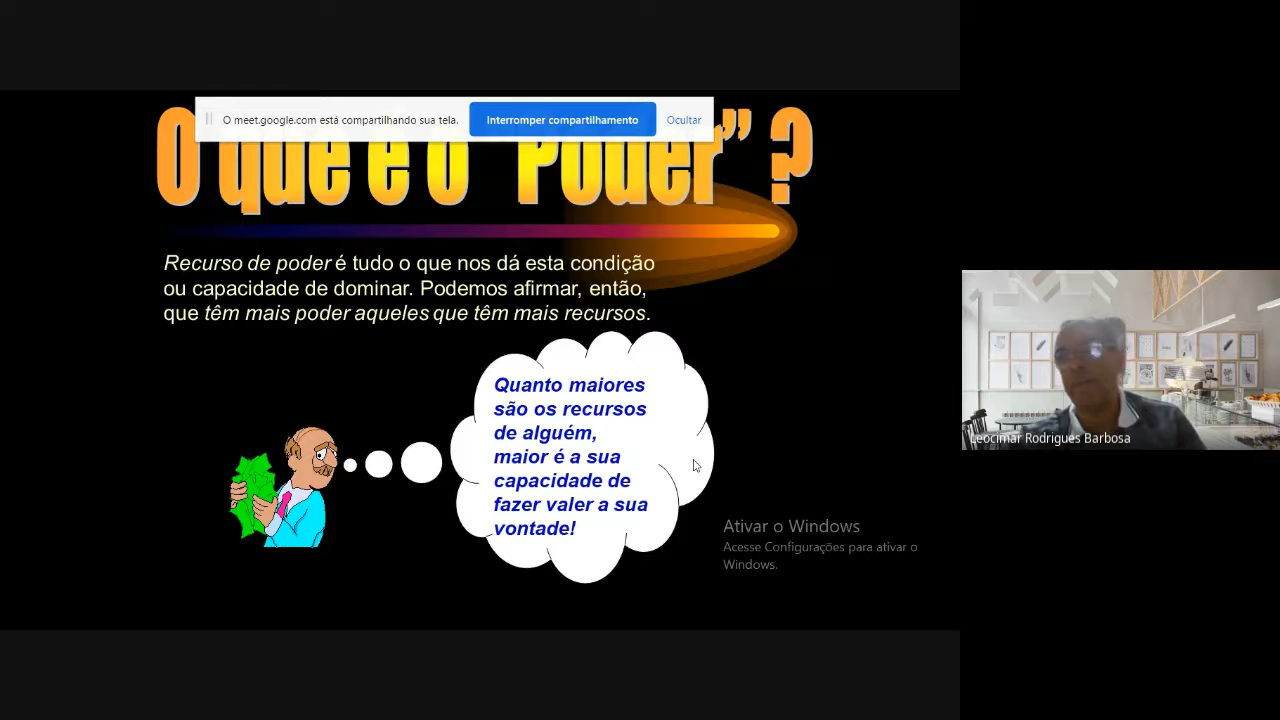 O meet.google.com está compartilhando sua tela. Interromper compartilhamento Ocultar
O que é o "Poder" ?
Recurso de poder é tudo o que nos dá esta condição
ou capacidade de dominar. Podemos afirmar, então,
que têm mais poder aqueles que têm mais recursos.
Quanto maiores
são os recursos
de alguém,
maior é a sua
capacidade de
fazer valer a sua
vontade!
Leocimar Rodrigues Barbosa
Ativar o Windows
Acesse Configurações para ativar o
Windows.